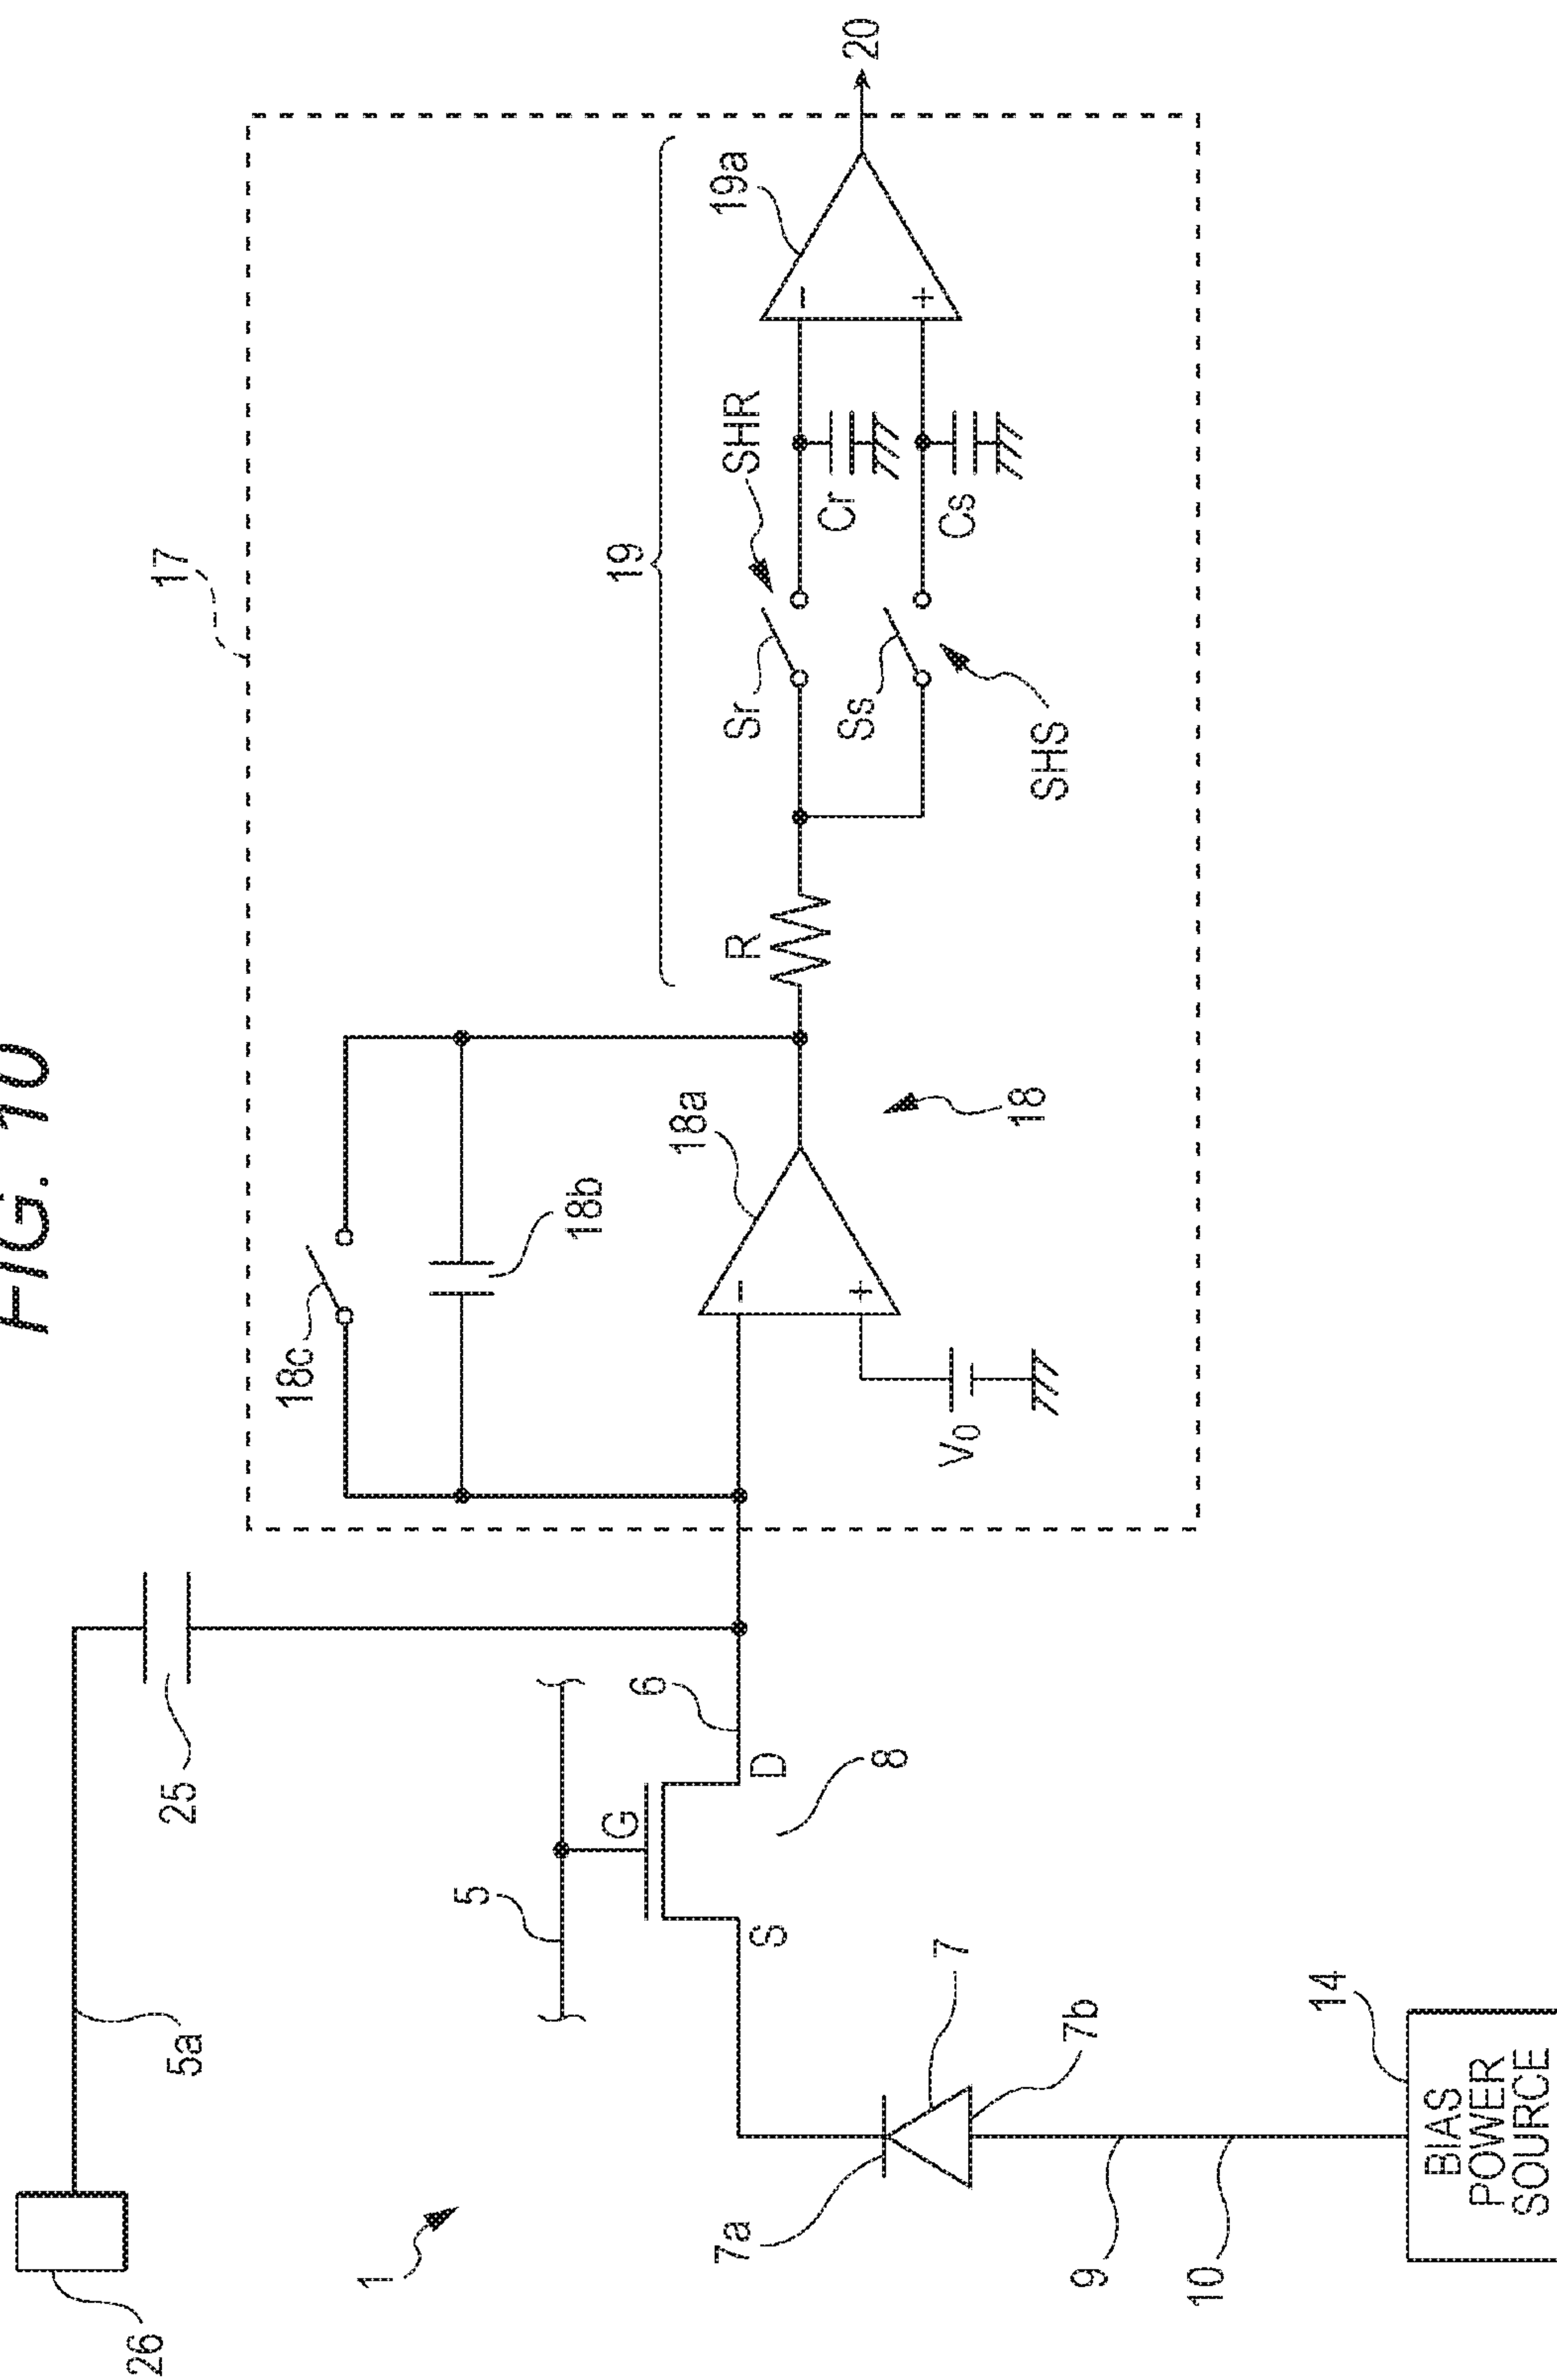 FIG. 10
26
5a
25
17
1
5
G
6
S
D
8
7
7a
7b
9
10
14
BIAS
POWER
SOURCE
18c
18b
18a
−
+
V0
18
19
R
Sr
SHR
Ss
SHS
Cr
Cs
19a
−
+
20